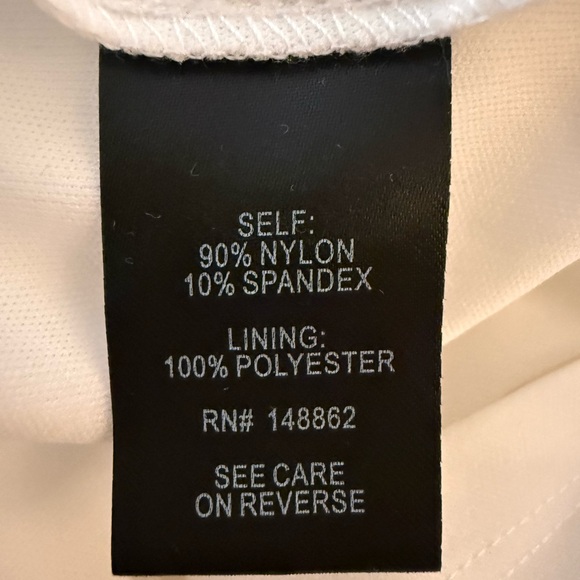 SELF:
90% NYLON
10% SPANDEX
LINING:
100% POLYESTER
RN# 148862
SEE CARE
ON REVERSE